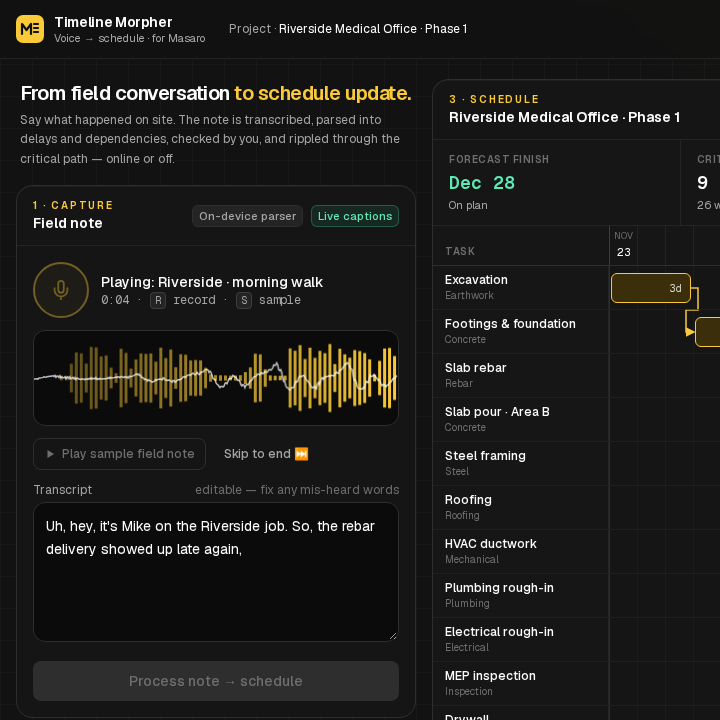 Timeline Morpher
Voice → schedule · for Masaro
Project · Riverside Medical Office · Phase 1
From field conversation to schedule update.
Say what happened on site. The note is transcribed, parsed into
delays and dependencies, checked by you, and rippled through the
critical path — online or off.
1 · CAPTURE
Field note
On-device parser
Live captions
Playing: Riverside · morning walk
0:04 · R record · S sample
▶ Play sample field note
Skip to end ⏩
Transcript
editable — fix any mis-heard words
Uh, hey, it's Mike on the Riverside job. So, the rebar
delivery showed up late again,
Process note → schedule
3 · SCHEDULE
Riverside Medical Office · Phase 1
FORECAST FINISH
Dec 28
On plan
CRIT
9
26 w
TASK
NOV
23
Excavation
Earthwork
3d
Footings & foundation
Concrete
Slab rebar
Rebar
Slab pour · Area B
Concrete
Steel framing
Steel
Roofing
Roofing
HVAC ductwork
Mechanical
Plumbing rough-in
Plumbing
Electrical rough-in
Electrical
MEP inspection
Inspection
Drywall